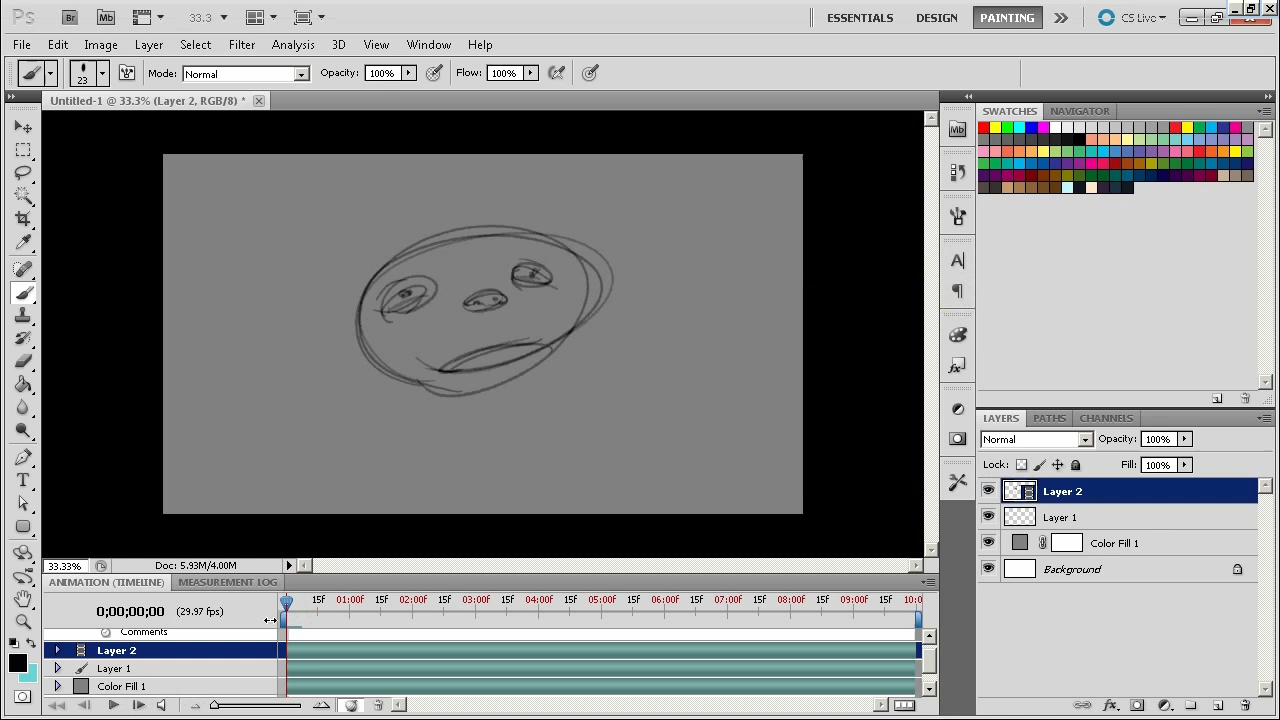 Ps Br Mb 33.3 ESSENTIALS DESIGN PAINTING CS Live
File Edit Image Layer Select Filter Analysis 3D View Window Help
23 Mode: Normal Opacity: 100% Flow: 100%
Untitled-1 @ 33.3% (Layer 2, RGB/8) *
SWATCHES NAVIGATOR
Mb
A
LAYERS PATHS CHANNELS
Normal Opacity: 100%
Lock: Fill: 100%
Layer 2
Layer 1
Color Fill 1
Background
33.33% Doc: 5.93M/4.00M
ANIMATION (TIMELINE) MEASUREMENT LOG
0;00;00;00 (29.97 fps) 15f 01:00f 15f 02:00f 15f 03:00f 15f 04:00f 15f 05:00f 15f 06:00f 15f 07:00f 15f 08:00f 15f 09:00f 15f 10:0
Comments
Layer 2
Layer 1
Color Fill 1